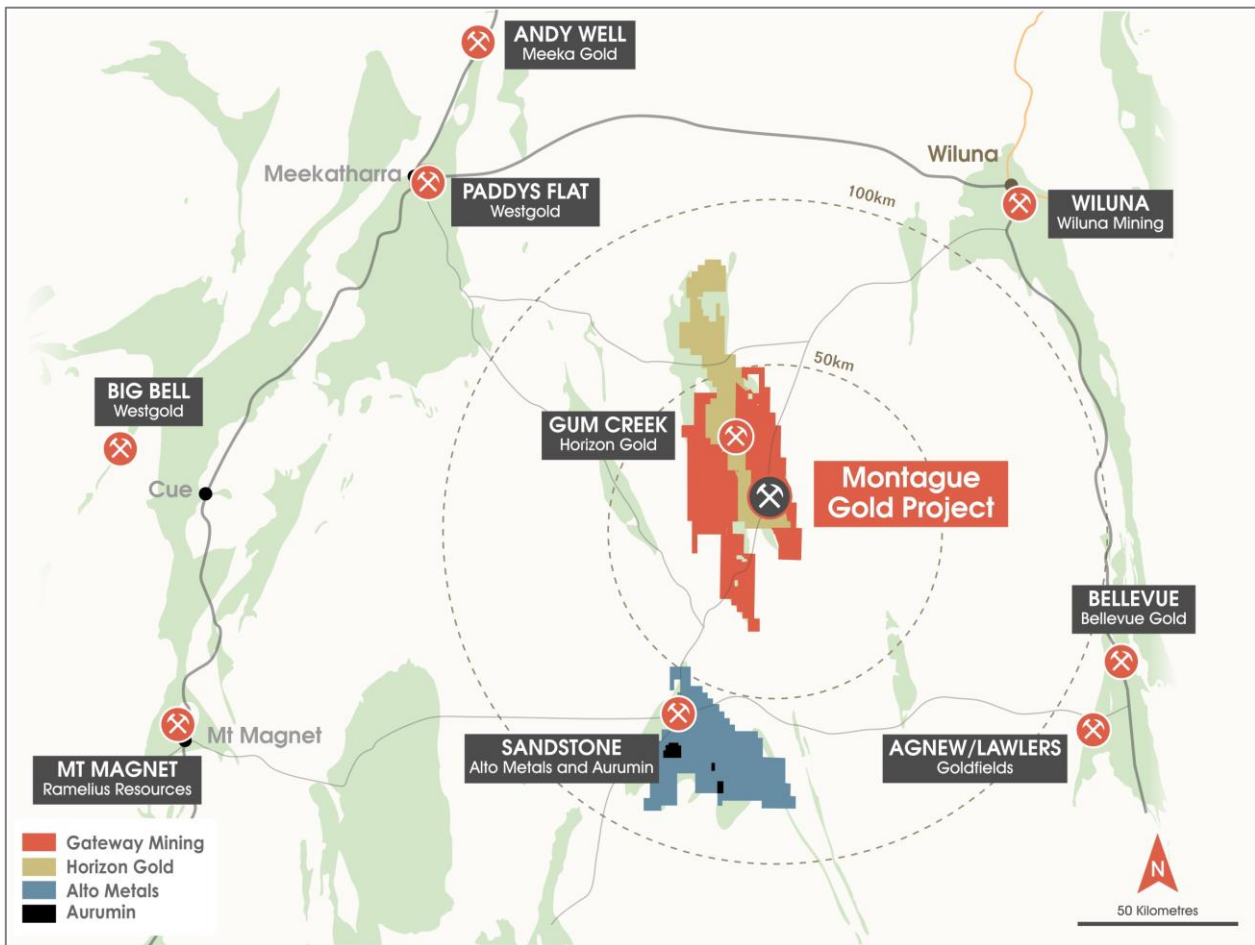 ANDY WELL
Meeka Gold
Meekatharra
PADDYS FLAT
Westgold
Wiluna
WILUNA
Wiluna Mining
100km
50km
BIG BELL
Westgold
GUM CREEK
Horizon Gold
Montague
Gold Project
Cue
BELLEVUE
Bellevue Gold
Mt Magnet
MT MAGNET
Ramelius Resources
SANDSTONE
Alto Metals and Aurumin
AGNEW/LAWLERS
Goldfields
Gateway Mining
Horizon Gold
Alto Metals
Aurumin
N
50 Kilometres